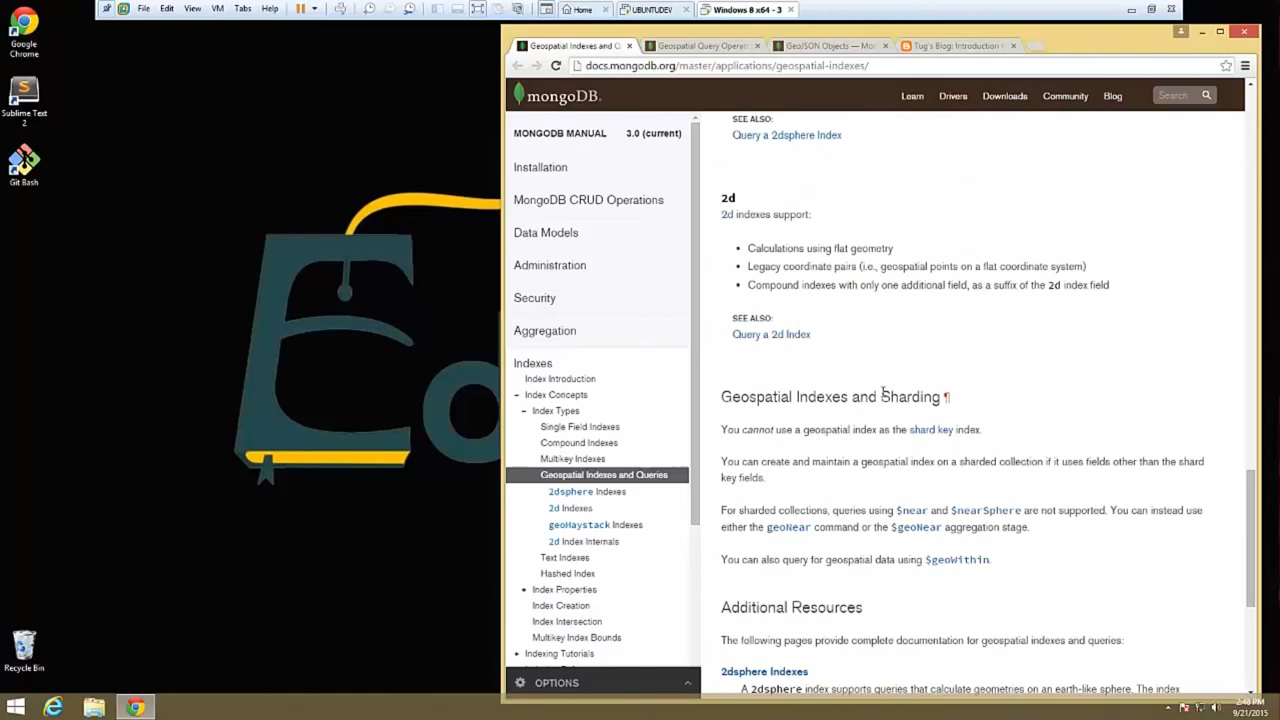 File Edit View VM Tabs Help
Home
UBUNTUDEV
Windows 8 x64 - 3
Google Chrome
Sublime Text 2
Git Bash
Recycle Bin
Geospatial Indexes and Q
Geospatial Query Operat
GeoJSON Objects — Mon
Tug's Blog: Introduction
docs.mongodb.org/master/applications/geospatial-indexes/
mongoDB.
Learn Drivers Downloads Community Blog
Search
MONGODB MANUAL 3.0 (current)
Installation
MongoDB CRUD Operations
Data Models
Administration
Security
Aggregation
Indexes
Index Introduction
Index Concepts
Index Types
Single Field Indexes
Compound Indexes
Multikey Indexes
Geospatial Indexes and Queries
2dsphere Indexes
2d Indexes
geoHaystack Indexes
2d Index Internals
Text Indexes
Hashed Index
Index Properties
Index Creation
Index Intersection
Multikey Index Bounds
Indexing Tutorials
OPTIONS
SEE ALSO:
Query a 2dsphere Index
2d
2d indexes support:
Calculations using flat geometry
Legacy coordinate pairs (i.e., geospatial points on a flat coordinate system)
Compound indexes with only one additional field, as a suffix of the 2d index field
SEE ALSO:
Query a 2d Index
Geospatial Indexes and Sharding ¶
You cannot use a geospatial index as the shard key index.
You can create and maintain a geospatial index on a sharded collection if it uses fields other than the shard
key fields.
For sharded collections, queries using $near and $nearSphere are not supported. You can instead use
either the geoNear command or the $geoNear aggregation stage.
You can also query for geospatial data using $geoWithin.
Additional Resources
The following pages provide complete documentation for geospatial indexes and queries:
2dsphere Indexes
A 2dsphere index supports queries that calculate geometries on an earth-like sphere. The index
2:48 PM
9/21/2015